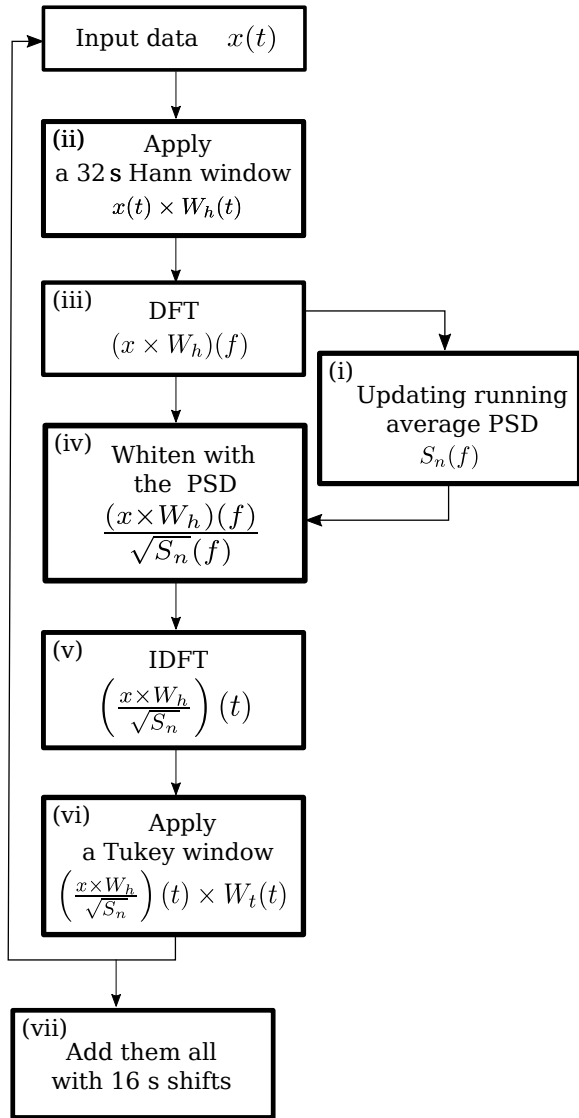 Input data x(t)
(ii)
Apply
a 32 s Hann window
x(t) × W_h(t)
(iii)
DFT
(x × W_h)(f)
(i)
Updating running
average PSD
S_n(f)
(iv)
Whiten with
the PSD
(x×W_h)(f)
√S_n(f)
(v)
IDFT
(x×W_h / √S_n) (t)
(vi)
Apply
a Tukey window
(x×W_h / √S_n) (t) × W_t(t)
(vii)
Add them all
with 16 s shifts